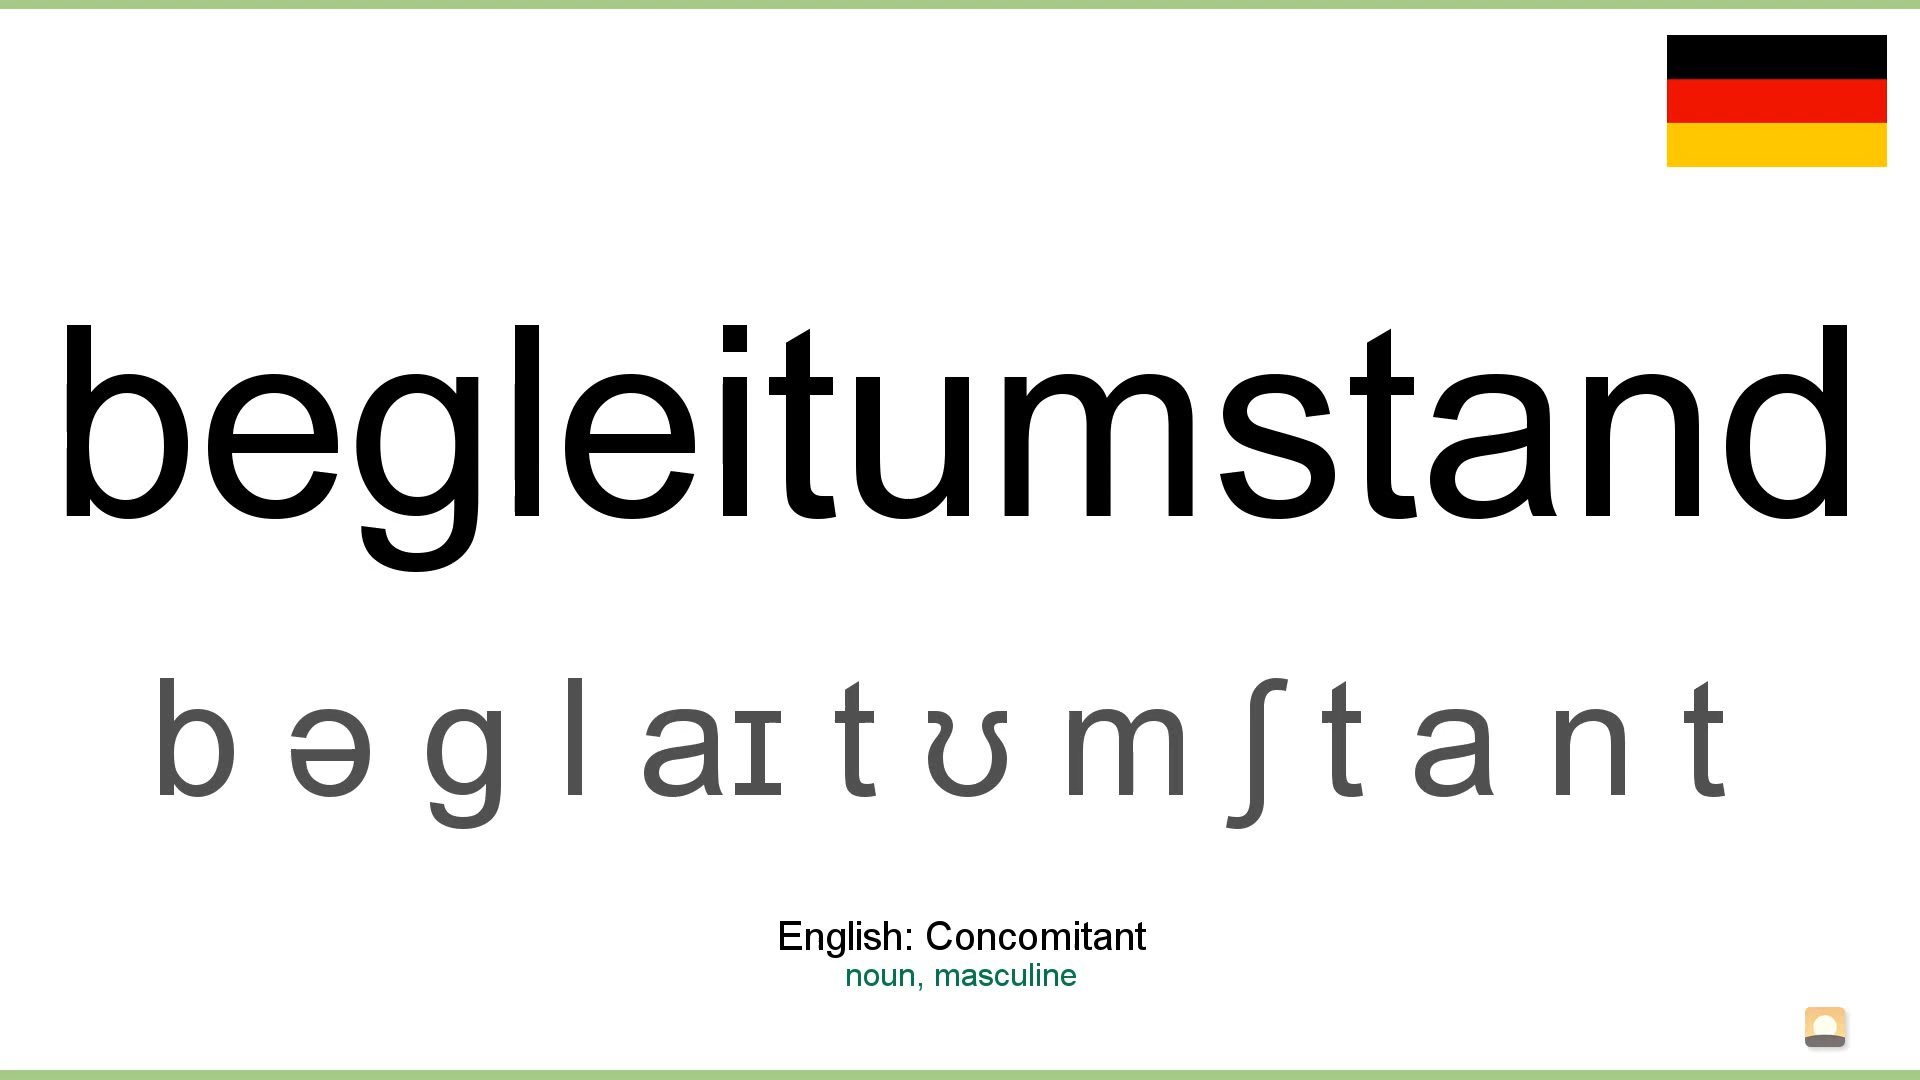 begleitumstand
b ə g l aɪ t ʊ m ʃ t a n t
English: Concomitant
noun, masculine